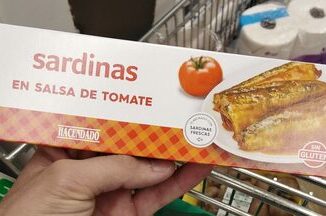 sardinas
EN SALSA DE TOMATE
HACENDADO
SARDINAS
FRESCAS
SIN
GLUTEN